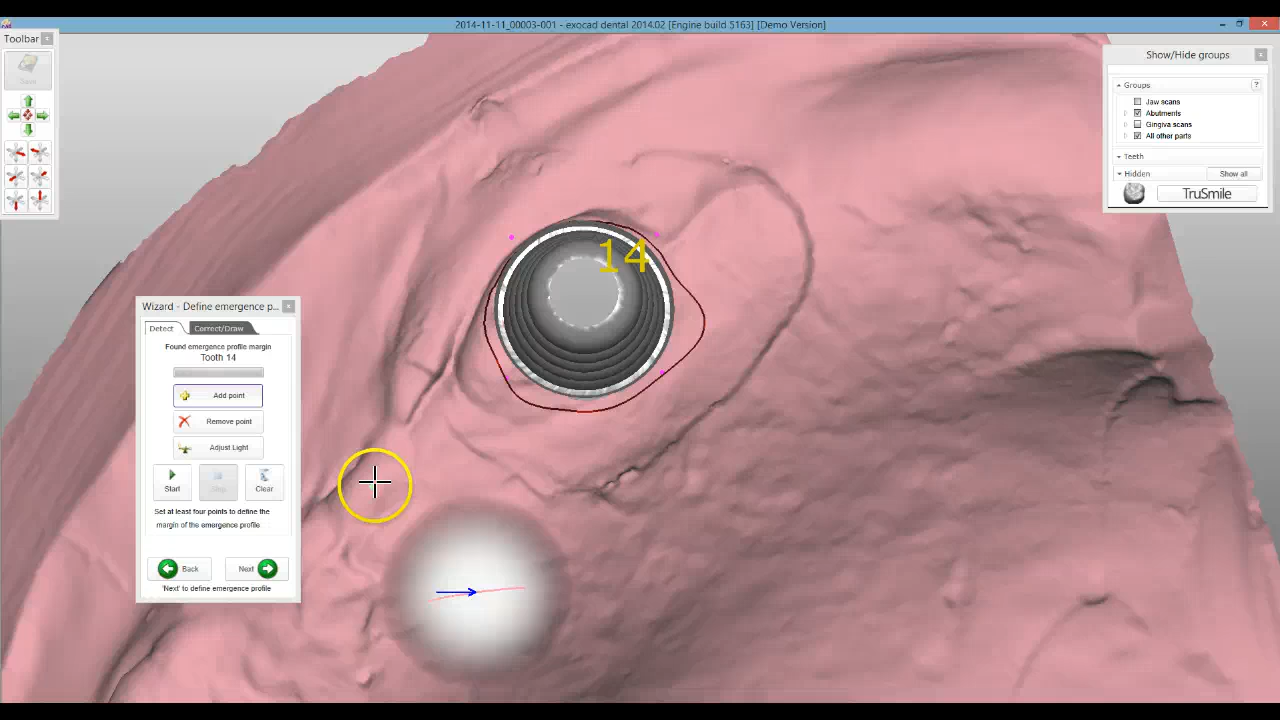 2014-11-11_00003-001 - exocad dental 2014.02 [Engine build 5163] [Demo Version]
Toolbar
Save
Show/Hide groups
Groups
?
Jaw scans
Abutments
Gingiva scans
All other parts
Teeth
Hidden
Show all
TruSmile
14
Wizard - Define emergence p...
Detect
Correct/Draw
Found emergence profile margin
Tooth 14
Add point
Remove point
Adjust Light
Start
Stop
Clear
Set at least four points to define the
margin of the emergence profile
Back
Next
'Next' to define emergence profile